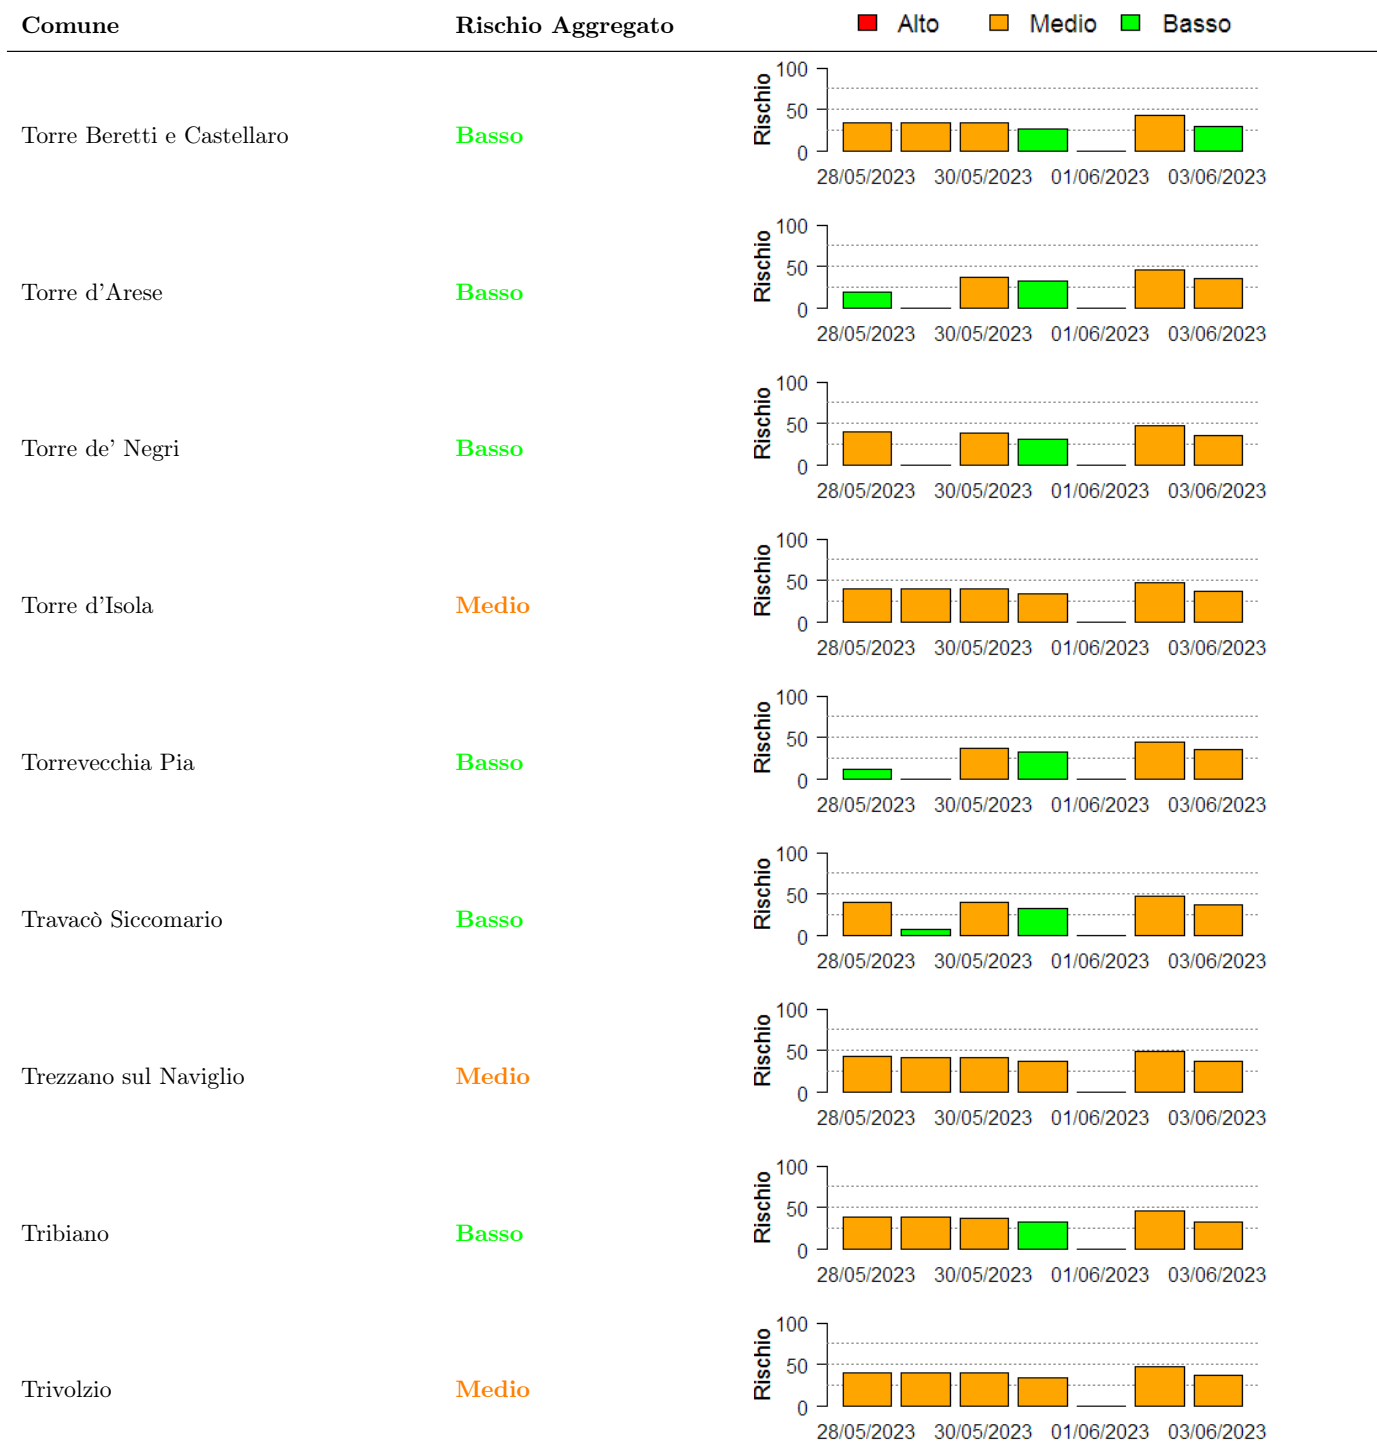 Comune Rischio Aggregato Alto Medio Basso
100
50
0
Rischio
Torre Beretti e Castellaro Basso
28/05/2023 30/05/2023 01/06/2023 03/06/2023
100
50
0
Rischio
Torre d'Arese Basso
28/05/2023 30/05/2023 01/06/2023 03/06/2023
100
50
0
Rischio
Torre de' Negri Basso
28/05/2023 30/05/2023 01/06/2023 03/06/2023
100
50
0
Rischio
Torre d'Isola Medio
28/05/2023 30/05/2023 01/06/2023 03/06/2023
100
50
0
Rischio
Torrevecchia Pia Basso
28/05/2023 30/05/2023 01/06/2023 03/06/2023
100
50
0
Rischio
Travacò Siccomario Basso
28/05/2023 30/05/2023 01/06/2023 03/06/2023
100
50
0
Rischio
Trezzano sul Naviglio Medio
28/05/2023 30/05/2023 01/06/2023 03/06/2023
100
50
0
Rischio
Tribiano Basso
28/05/2023 30/05/2023 01/06/2023 03/06/2023
100
50
0
Rischio
Trivolzio Medio
28/05/2023 30/05/2023 01/06/2023 03/06/2023